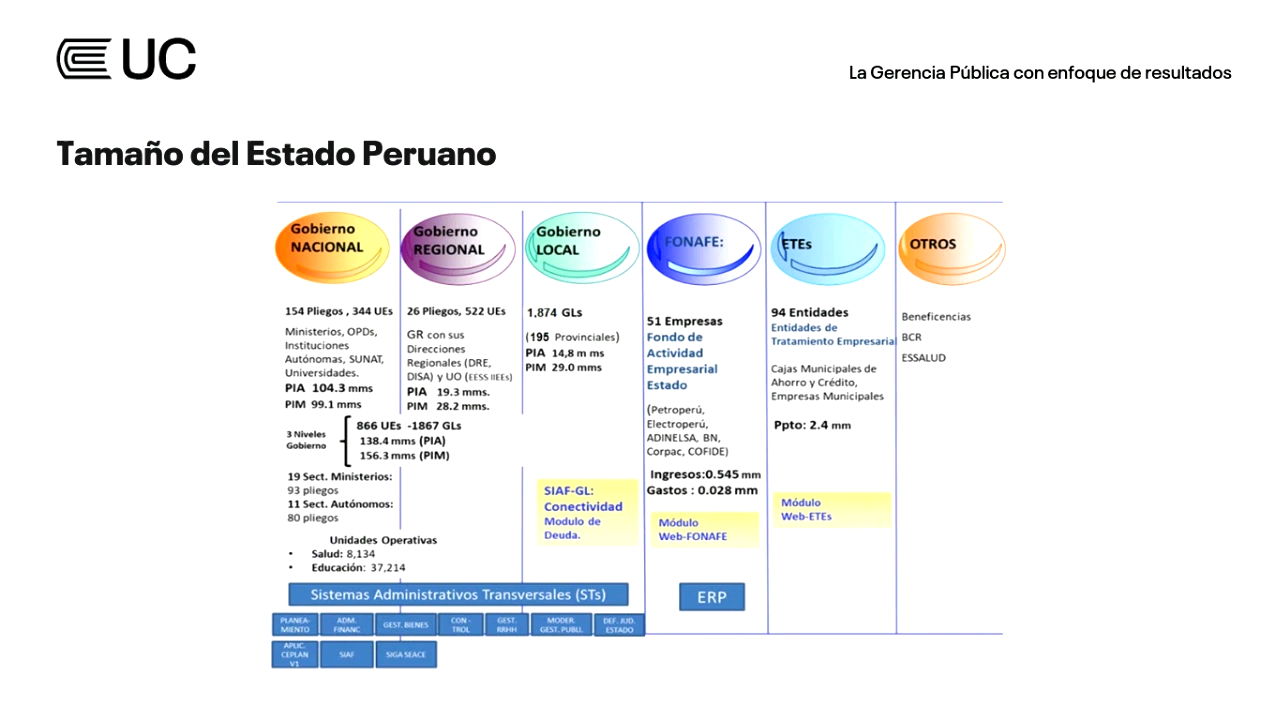 UC
La Gerencia Pública con enfoque de resultados
Tamaño del Estado Peruano
Gobierno
NACIONAL
154 Pliegos , 344 UEs
Ministerios, OPDs,
Instituciones
Autónomas, SUNAT,
Universidades.
PIA 104.3 mms
PIM 99.1 mms
Gobierno
REGIONAL
26 Pliegos, 522 UEs
GR con sus
Direcciones
Regionales (DRE,
DISA) y UO (EESS IIEEs)
PIA 19.3 mms.
PIM 28.2 mms.
Gobierno
LOCAL
1,874 GLs
(195 Provinciales)
PIA 14,8 m ms
PIM 29.0 mms
3 Niveles
Gobierno
866 UEs -1867 GLs
138.4 mms (PIA)
156.3 mms (PIM)
19 Sect. Ministerios:
93 pliegos
11 Sect. Autónomos:
80 pliegos
Unidades Operativas
• Salud: 8,134
• Educación: 37,214
SIAF-GL:
Conectividad
Modulo de
Deuda.
FONAFE:
51 Empresas
Fondo de
Actividad
Empresarial
Estado
(Petroperú,
Electroperú,
ADINELSA, BN,
Corpac, COFIDE)
Ingresos:0.545 mm
Gastos : 0.028 mm
Módulo
Web-FONAFE
ERP
ETEs
94 Entidades
Entidades de
Tratamiento Empresarial
Cajas Municipales de
Ahorro y Crédito,
Empresas Municipales
Ppto: 2.4 mm
Módulo
Web-ETEs
OTROS
Beneficencias
BCR
ESSALUD
Sistemas Administrativos Transversales (STs)
PLANEA-
MIENTO
ADM.
FINANC
GEST. BIENES
CON -
TROL
GEST.
RRHH
MODER.
GEST. PUBLI.
DEF. JUD.
ESTADO
APLIC.
CEPLAN
V1
SIAF
SIGA SEACE